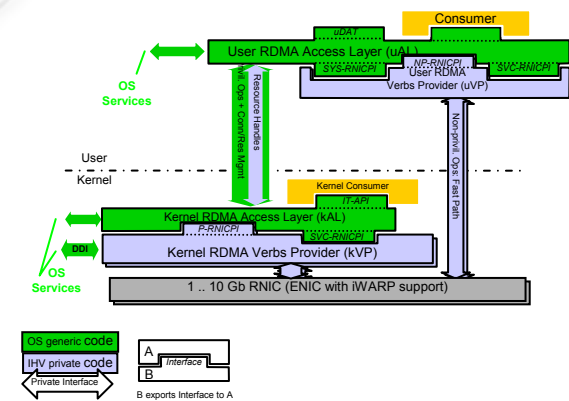 Consumer
uDAT
User RDMA Access Layer (uAL)
SYS-RNICPI
NP-RNICPI
SVC-RNICPI
User RDMA
Verbs Provider (uVP)
OS
Services
Privil. Ops + Conn/Res Mgmt
Resource Handles
Non-privil. Ops: Fast Path
User
Kernel
Kernel Consumer
IT-API
Kernel RDMA Access Layer (kAL)
P-RNICPI
SVC-RNICPI
DDI
Kernel RDMA Verbs Provider (kVP)
OS
Services
1 .. 10 Gb RNIC (ENIC with iWARP support)
OS generic code
IHV private code
Private Interface
A
Interface
B
B exports Interface to A